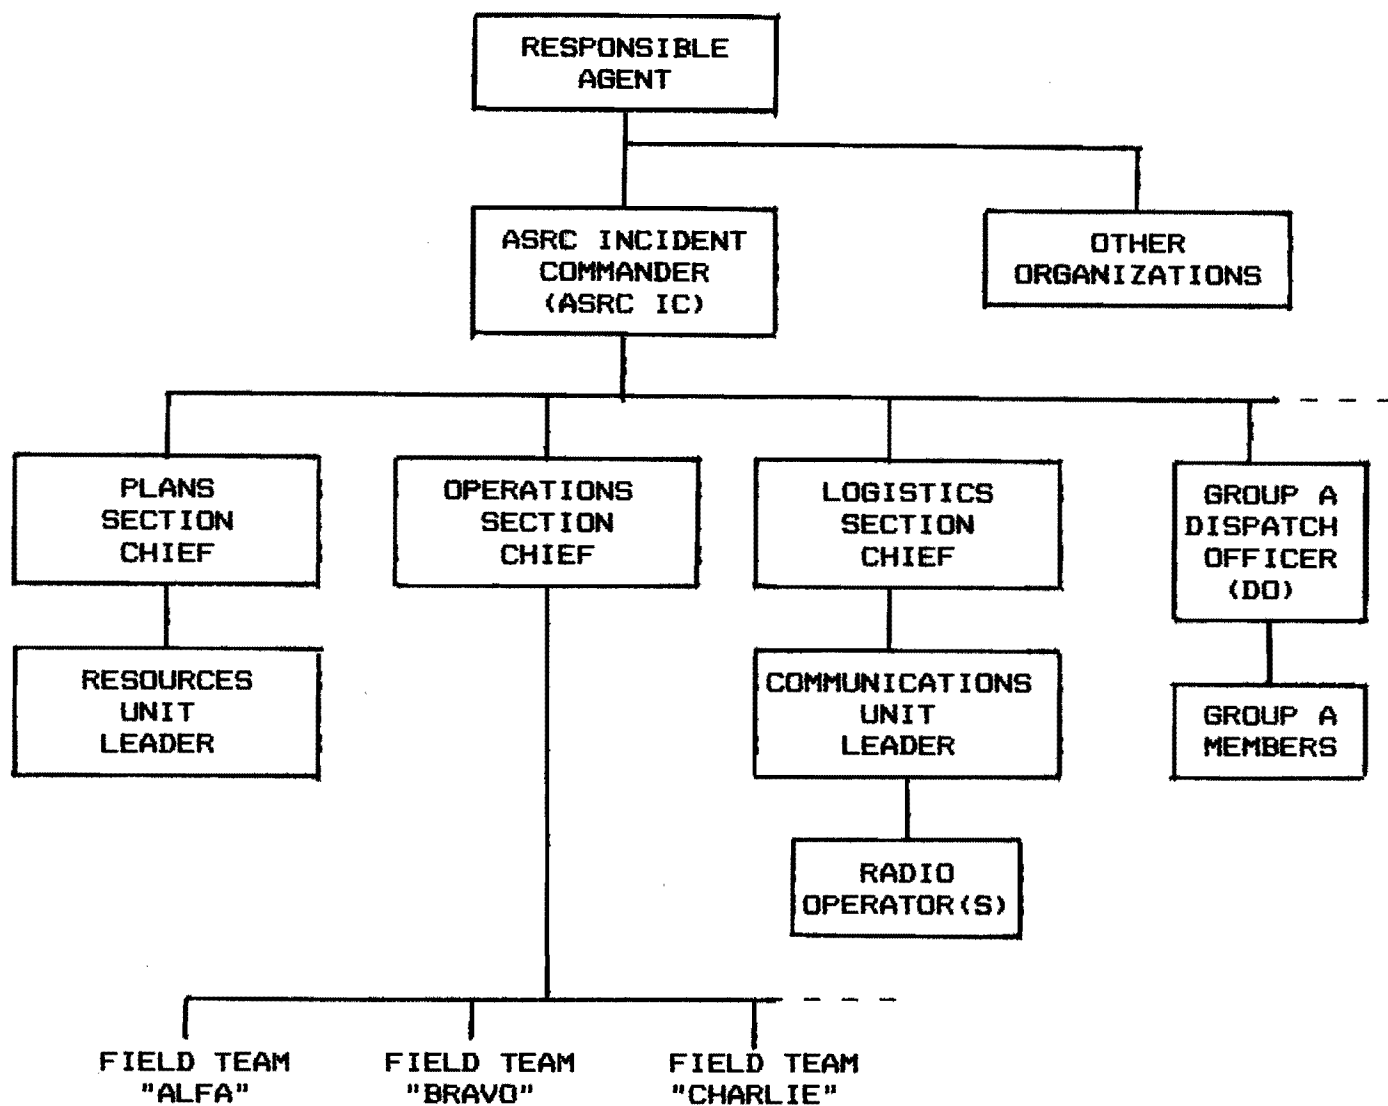 RESPONSIBLE
AGENT
ASRC INCIDENT
COMMANDER
(ASRC IC)
OTHER
ORGANIZATIONS
PLANS
SECTION
CHIEF
OPERATIONS
SECTION
CHIEF
LOGISTICS
SECTION
CHIEF
GROUP A
DISPATCH
OFFICER
(DO)
RESOURCES
UNIT
LEADER
COMMUNICATIONS
UNIT
LEADER
GROUP A
MEMBERS
RADIO
OPERATOR(S)
FIELD TEAM
"ALFA"
FIELD TEAM
"BRAVO"
FIELD TEAM
"CHARLIE"